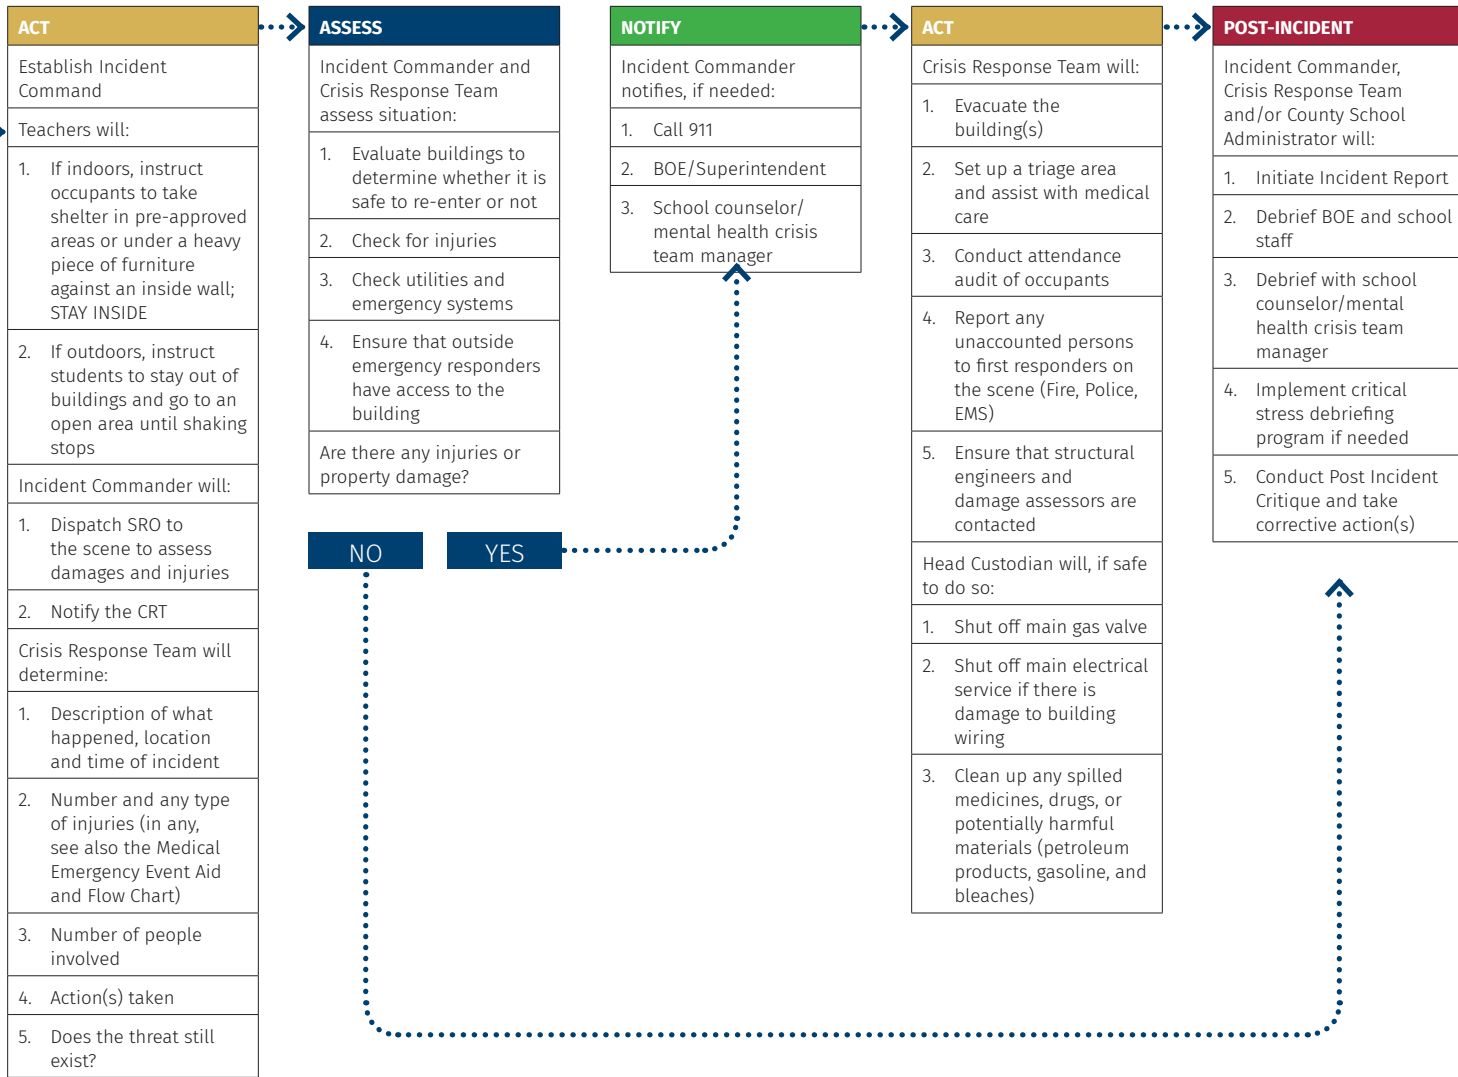 ACT
Establish Incident
Command
Teachers will:
1. If indoors, instruct
occupants to take
shelter in pre-approved
areas or under a heavy
piece of furniture
against an inside wall;
STAY INSIDE
2. If outdoors, instruct
students to stay out of
buildings and go to an
open area until shaking
stops
Incident Commander will:
1. Dispatch SRO to
the scene to assess
damages and injuries
2. Notify the CRT
Crisis Response Team will
determine:
1. Description of what
happened, location
and time of incident
2. Number and any type
of injuries (in any,
see also the Medical
Emergency Event Aid
and Flow Chart)
3. Number of people
involved
4. Action(s) taken
5. Does the threat still
exist?
ASSESS
Incident Commander and
Crisis Response Team
assess situation:
1. Evaluate buildings to
determine whether it is
safe to re-enter or not
2. Check for injuries
3. Check utilities and
emergency systems
4. Ensure that outside
emergency responders
have access to the
building
Are there any injuries or
property damage?
NO
YES
NOTIFY
Incident Commander
notifies, if needed:
1. Call 911
2. BOE/Superintendent
3. School counselor/
mental health crisis
team manager
ACT
Crisis Response Team will:
1. Evacuate the
building(s)
2. Set up a triage area
and assist with medical
care
3. Conduct attendance
audit of occupants
4. Report any
unaccounted persons
to first responders on
the scene (Fire, Police,
EMS)
5. Ensure that structural
engineers and
damage assessors are
contacted
Head Custodian will, if safe
to do so:
1. Shut off main gas valve
2. Shut off main electrical
service if there is
damage to building
wiring
3. Clean up any spilled
medicines, drugs, or
potentially harmful
materials (petroleum
products, gasoline, and
bleaches)
POST-INCIDENT
Incident Commander,
Crisis Response Team
and/or County School
Administrator will:
1. Initiate Incident Report
2. Debrief BOE and school
staff
3. Debrief with school
counselor/mental
health crisis team
manager
4. Implement critical
stress debriefing
program if needed
5. Conduct Post Incident
Critique and take
corrective action(s)